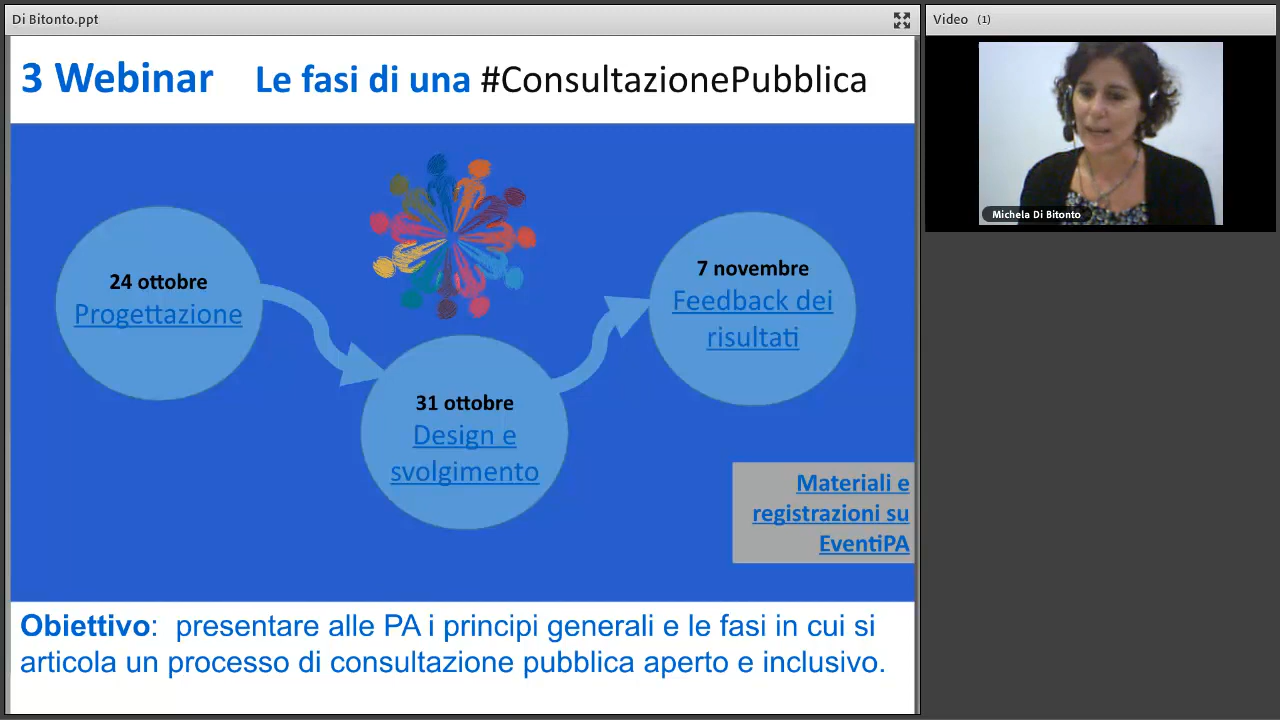 Di Bitonto.ppt
Video (1)
3 Webinar Le fasi di una #ConsultazionePubblica
24 ottobre
Progettazione
31 ottobre
Design e
svolgimento
7 novembre
Feedback dei
risultati
Materiali e
registrazioni su
EventiPA
Obiettivo: presentare alle PA i principi generali e le fasi in cui si
articola un processo di consultazione pubblica aperto e inclusivo.
Michela Di Bitonto